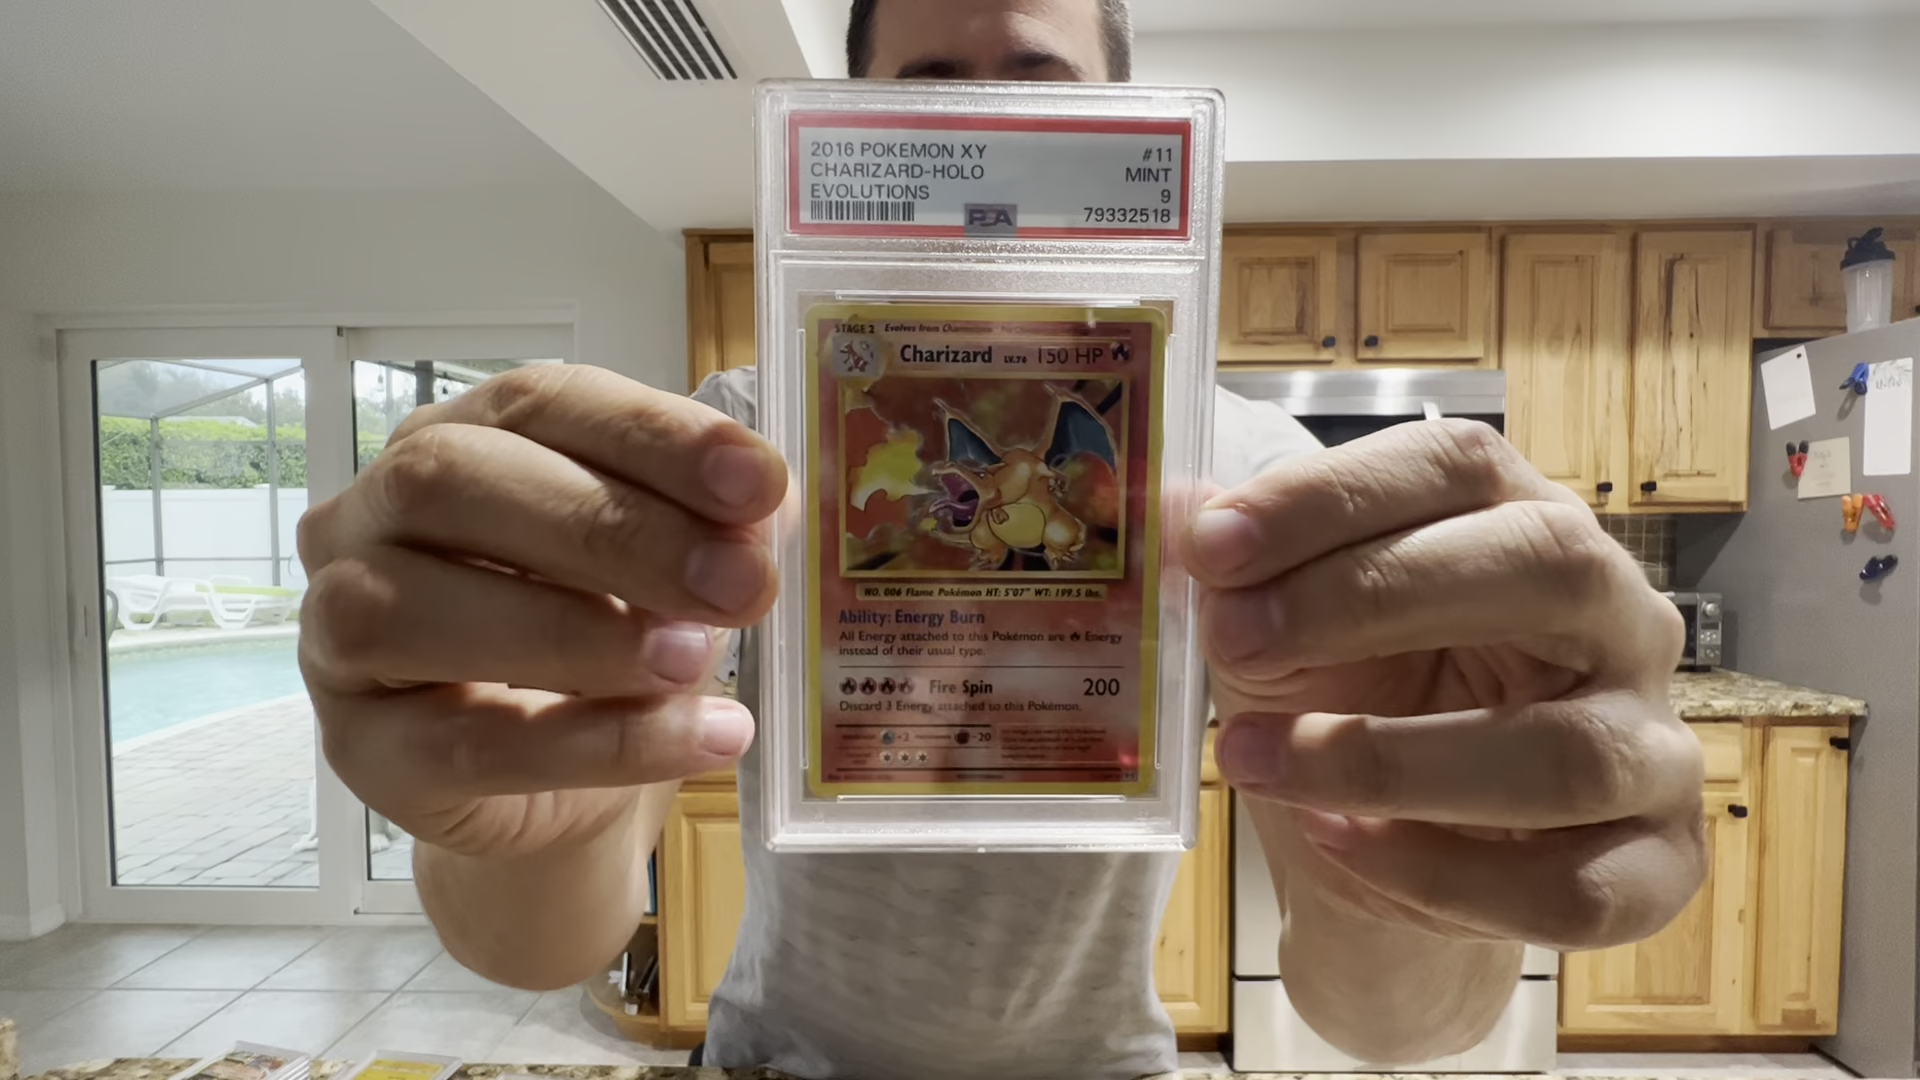 2016 POKEMON XY #11
CHARIZARD-HOLO MINT
EVOLUTIONS 9
PSA 79332518
STAGE 2 Evolves from Charmeleon
Charizard LV.76 150 HP
NO. 006 Flame Pokémon HT: 5'07" WT: 199.5 lbs.
Ability: Energy Burn
All Energy attached to this Pokémon are Energy
instead of their usual type.
Fire Spin 200
Discard 3 Energy attached to this Pokémon.
×2 -20